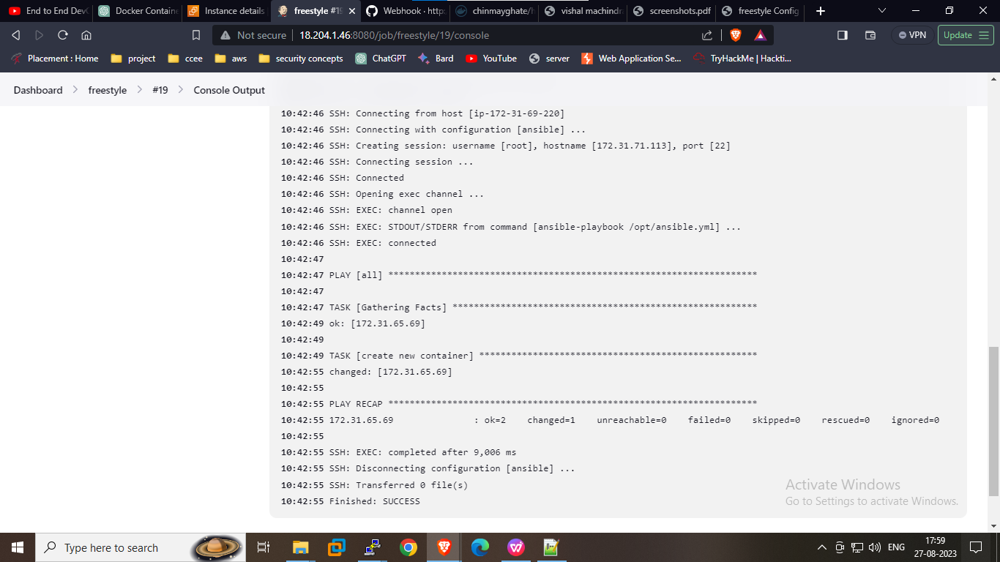 End to End Dev
Docker Containe
Instance details
freestyle #19
Webhook · http:
chinmayghate/
vishal machindra
screenshots.pdf
freestyle Config
Not secure
18.204.1.46:8080/job/freestyle/19/console
VPN
Update
Placement : Home
project
ccee
aws
security concepts
ChatGPT
Bard
YouTube
server
Web Application Se...
TryHackMe | Hackti...
Dashboard > freestyle > #19 > Console Output
10:42:46 SSH: Connecting from host [ip-172-31-69-220]
10:42:46 SSH: Connecting with configuration [ansible] ...
10:42:46 SSH: Creating session: username [root], hostname [172.31.71.113], port [22]
10:42:46 SSH: Connecting session ...
10:42:46 SSH: Connected
10:42:46 SSH: Opening exec channel ...
10:42:46 SSH: EXEC: channel open
10:42:46 SSH: EXEC: STDOUT/STDERR from command [ansible-playbook /opt/ansible.yml] ...
10:42:46 SSH: EXEC: connected
10:42:47
10:42:47 PLAY [all] *********************************************************************
10:42:47
10:42:47 TASK [Gathering Facts] *********************************************************
10:42:49 ok: [172.31.65.69]
10:42:49
10:42:49 TASK [create new container] ****************************************************
10:42:55 changed: [172.31.65.69]
10:42:55
10:42:55 PLAY RECAP *********************************************************************
10:42:55 172.31.65.69               : ok=2    changed=1    unreachable=0    failed=0    skipped=0    rescued=0    ignored=0
10:42:55
10:42:55 SSH: EXEC: completed after 9,006 ms
10:42:55 SSH: Disconnecting configuration [ansible] ...
10:42:55 SSH: Transferred 0 file(s)
10:42:55 Finished: SUCCESS
Activate Windows
Go to Settings to activate Windows.
Type here to search
ENG
17:59
27-08-2023